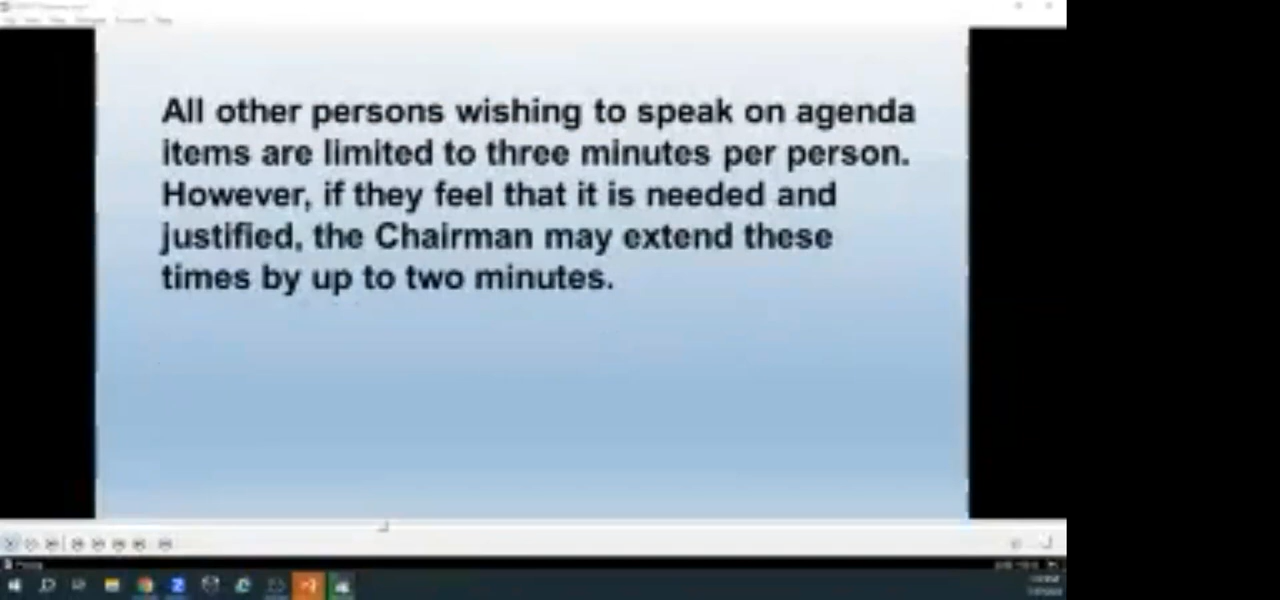 All other persons wishing to speak on agenda
items are limited to three minutes per person.
However, if they feel that it is needed and
justified, the Chairman may extend these
times by up to two minutes.